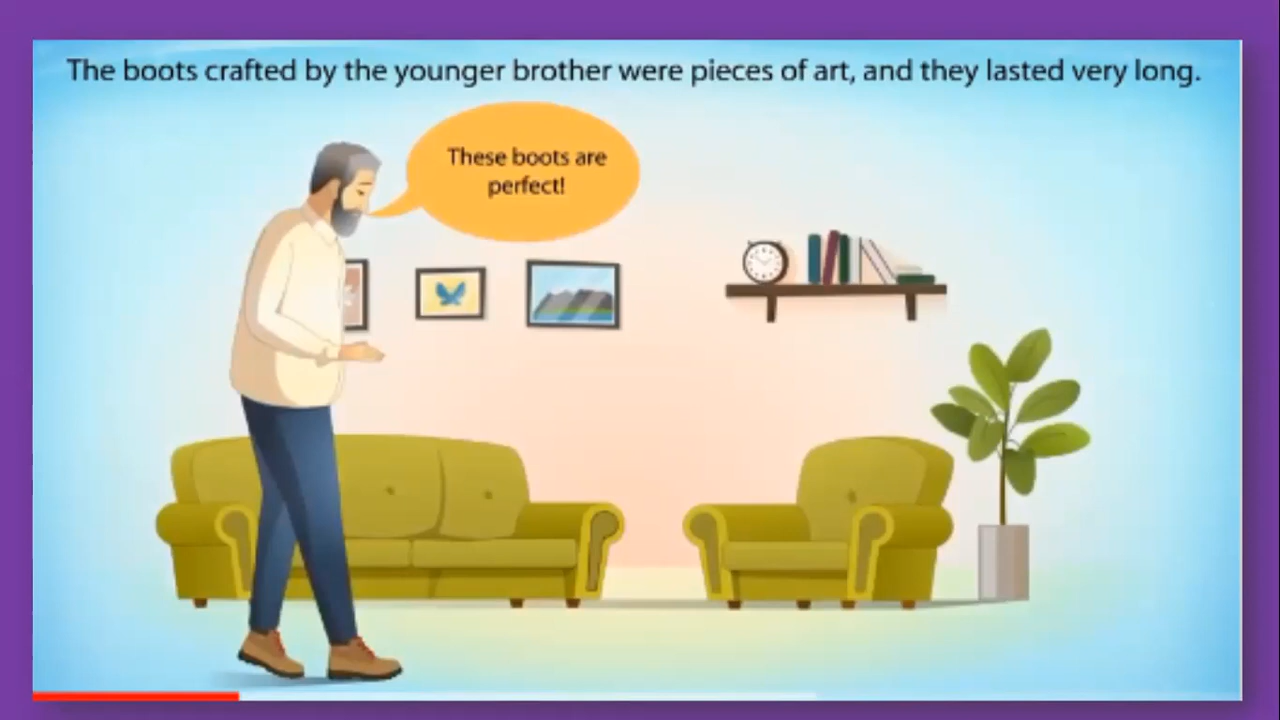 The boots crafted by the younger brother were pieces of art, and they lasted very long.
These boots are
perfect!